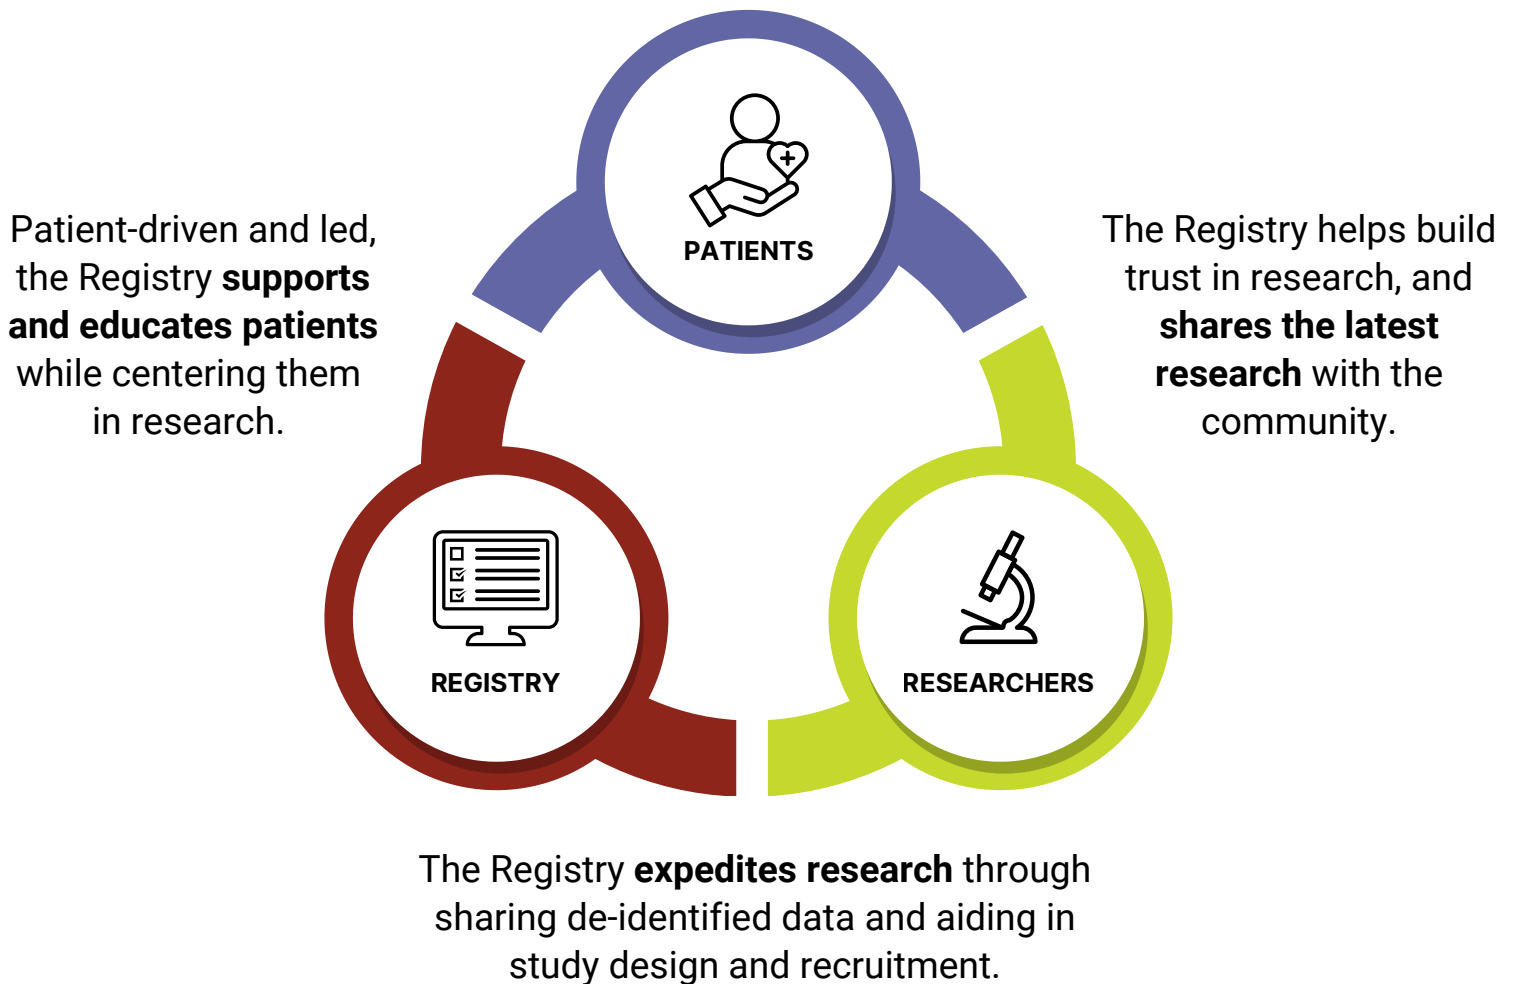 PATIENTS
Patient-driven and led,
the Registry supports
and educates patients
while centering them
in research.
The Registry helps build
trust in research, and
shares the latest
research with the
community.
REGISTRY
RESEARCHERS
The Registry expedites research through
sharing de-identified data and aiding in
study design and recruitment.